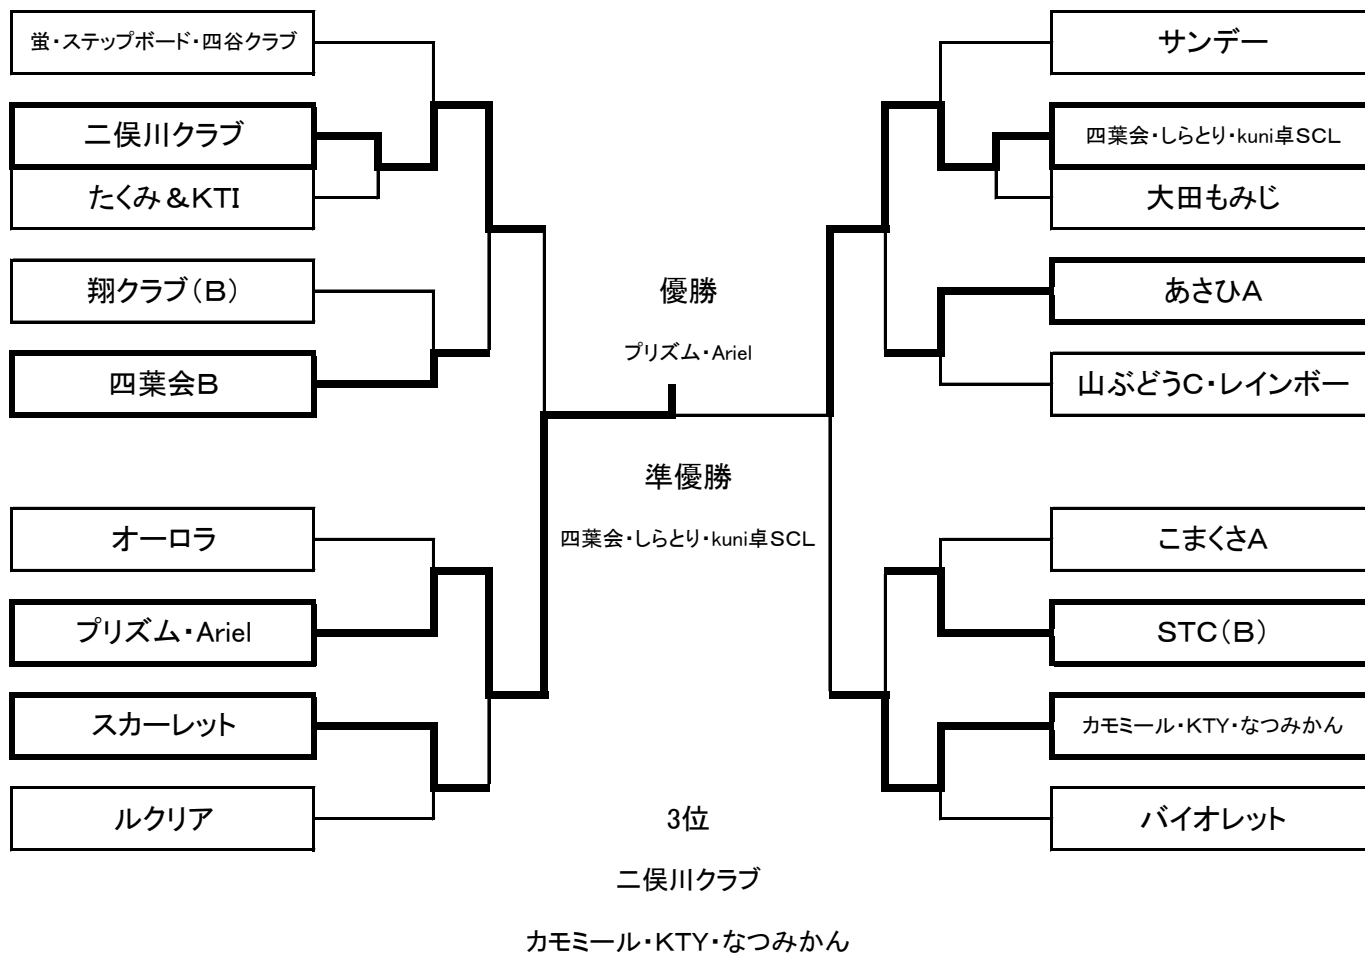 蛍・ステップボード・四谷クラブ
二俣川クラブ
たくみ&KTI
翔クラブ(B)
四葉会B
オーロラ
プリズム・Ariel
スカーレット
ルクリア
優勝
プリズム・Ariel
準優勝
四葉会・しらとり・kuni卓SCL
3位
二俣川クラブ
カモミール・KTY・なつみかん
サンデー
四葉会・しらとり・kuni卓SCL
大田もみじ
あさひA
山ぶどうC・レインボー
こまくさA
STC(B)
カモミール・KTY・なつみかん
バイオレット